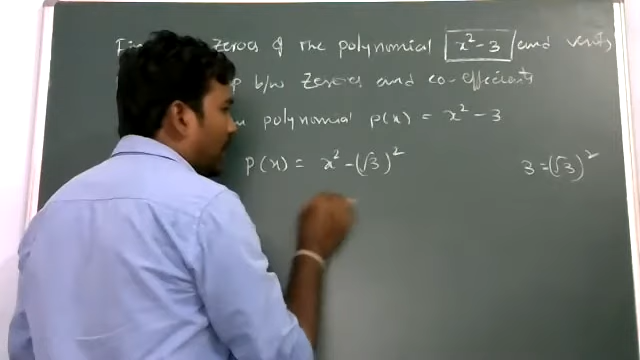 Zeroes of the polynomial x² - 3 and verify
b/w Zeroes and co-efficients
polynomial p(x) = x² - 3
P(x) = x² - (√3)²
3 = (√3)²